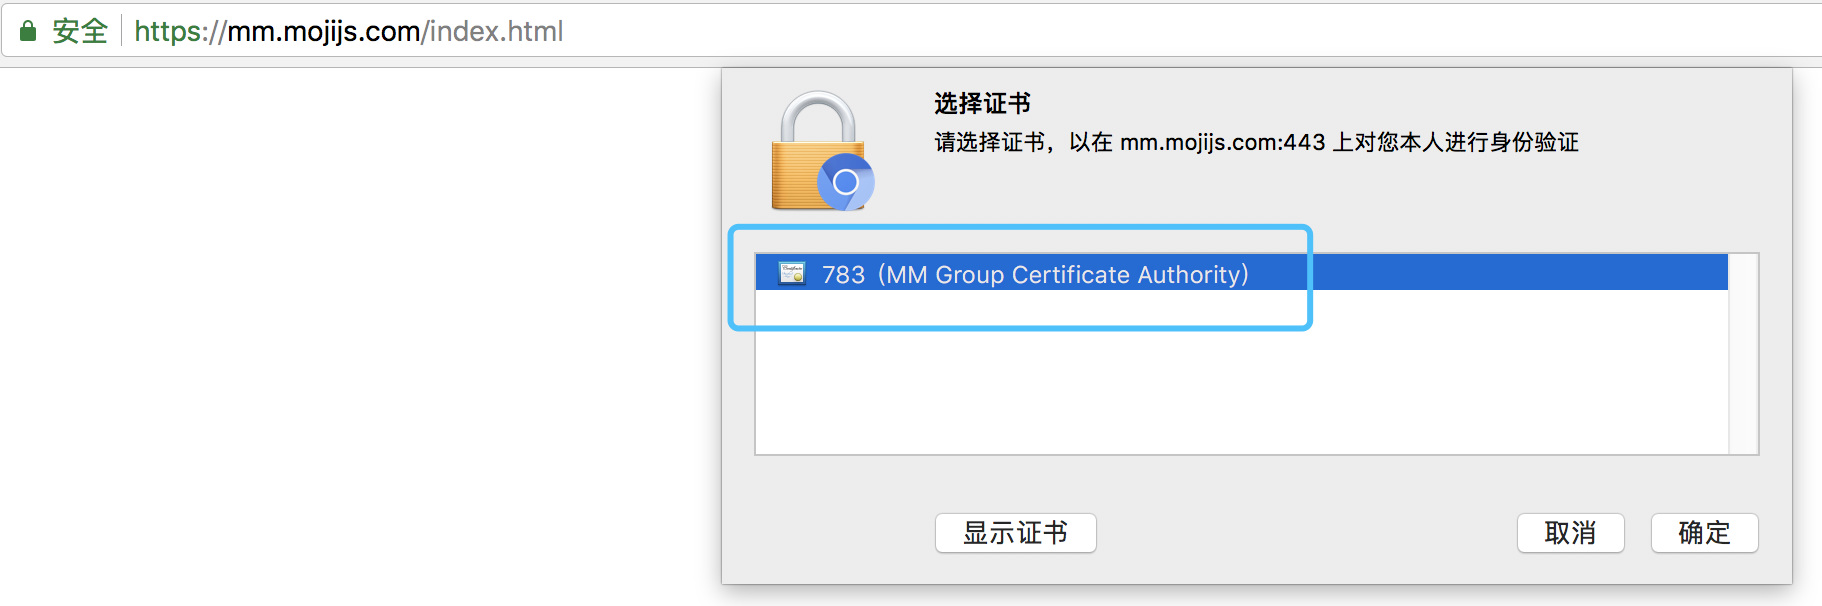 安全 https://mm.mojijs.com/index.html
选择证书
请选择证书，以在 mm.mojijs.com:443 上对您本人进行身份验证
783（MM Group Certificate Authority）
显示证书 取消 确定